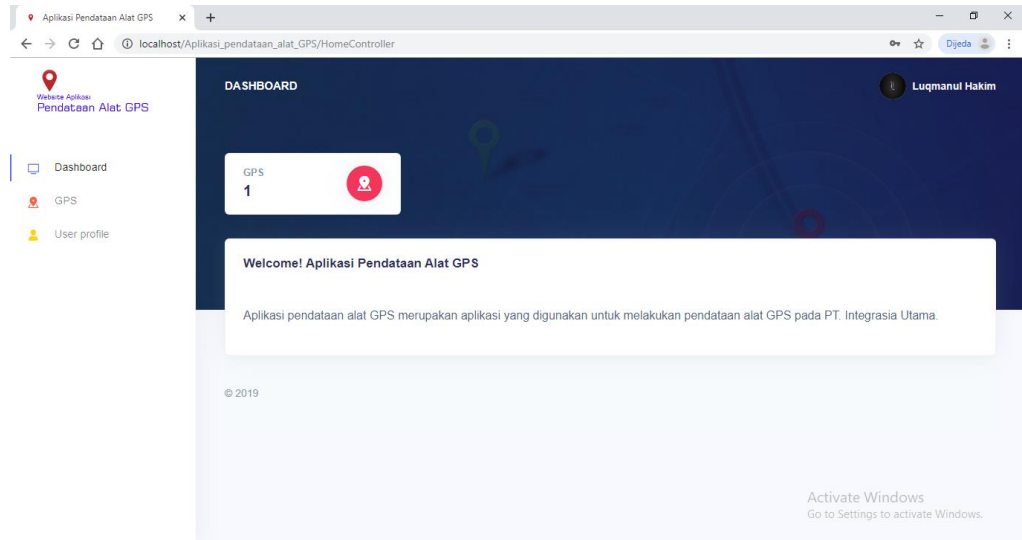 Aplikasi Pendataan Alat GPS
localhost/Aplikasi_pendataan_alat_GPS/HomeController
Dijeda
Website Aplikasi
Pendataan Alat GPS
DASHBOARD
Luqmanul Hakim
Dashboard
GPS
User profile
GPS
1
Welcome! Aplikasi Pendataan Alat GPS
Aplikasi pendataan alat GPS merupakan aplikasi yang digunakan untuk melakukan pendataan alat GPS pada PT. Integrasia Utama.
© 2019
Activate Windows
Go to Settings to activate Windows.